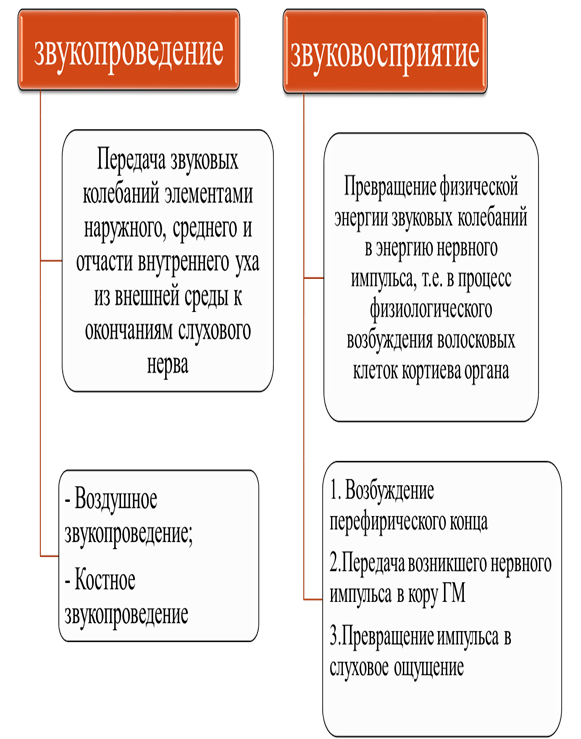 звукопроведение
Передача звуковых
колебаний элементами
наружного, среднего и
отчасти внутреннего уха
из внешней среды к
окончаниям слухового
нерва
- Воздушное
звукопроведение;
- Костное
звукопроведение
звуковосприятие
Превращение физической
энергии звуковых колебаний
в энергию нервного
импульса, т.е. в процесс
физиологического
возбуждения волосковых
клеток кортиева органа
1. Возбуждение
перефирического конца
2.Передача возникшего нервного
импульса в кору ГМ
3.Превращение импульса в
слуховое ощущение